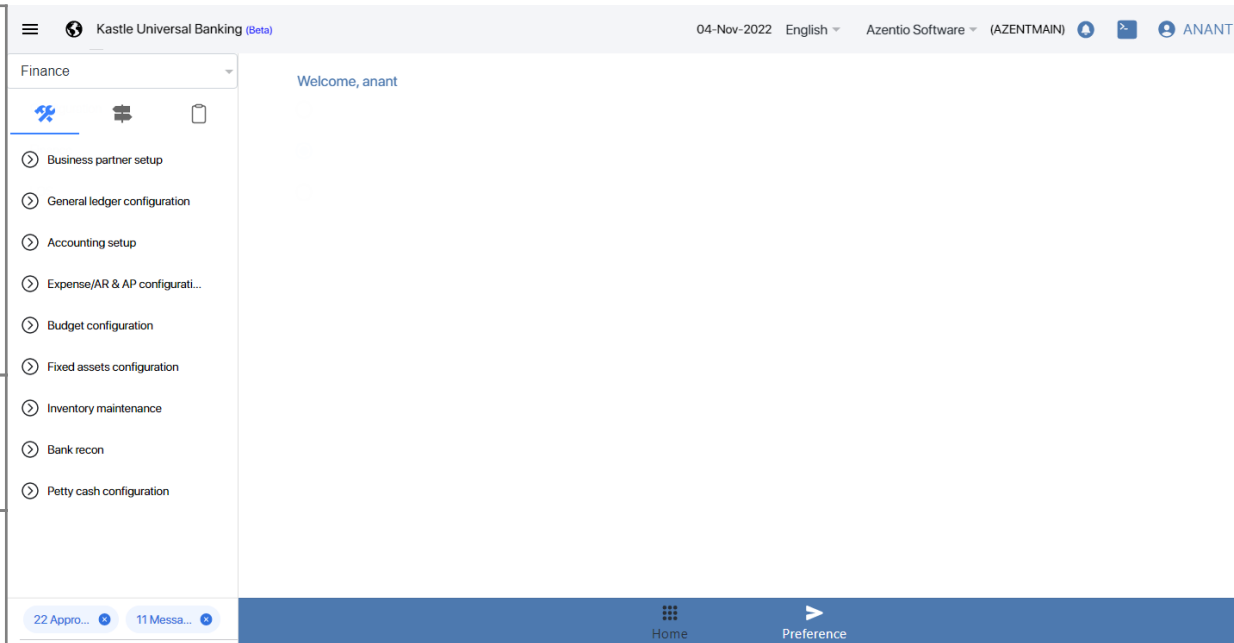 Kastle Universal Banking (Beta)
04-Nov-2022 English Azentio Software (AZENTMAIN) ANANT
Finance
Welcome, anant
Business partner setup
General ledger configuration
Accounting setup
Expense/AR & AP configurati...
Budget configuration
Fixed assets configuration
Inventory maintenance
Bank recon
Petty cash configuration
22 Appro... 11 Messa...
Home Preference